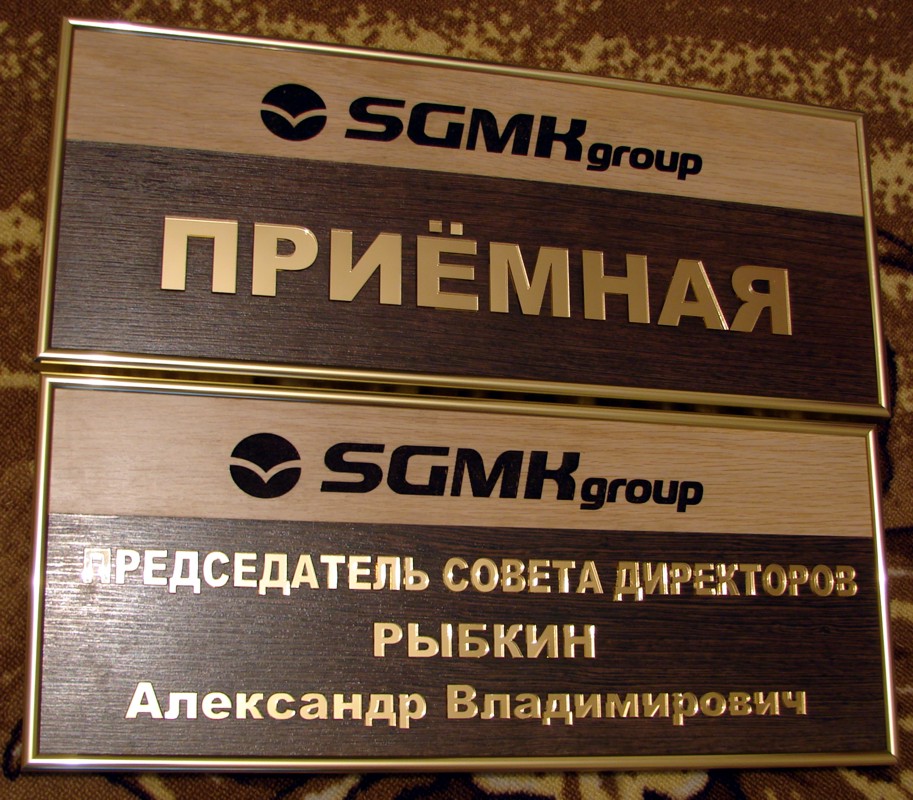 SGMKgroup
ПРИЁМНАЯ
SGMKgroup
ПРЕДСЕДАТЕЛЬ СОВЕТА ДИРЕКТОРОВ
РЫБКИН
Александр Владимирович